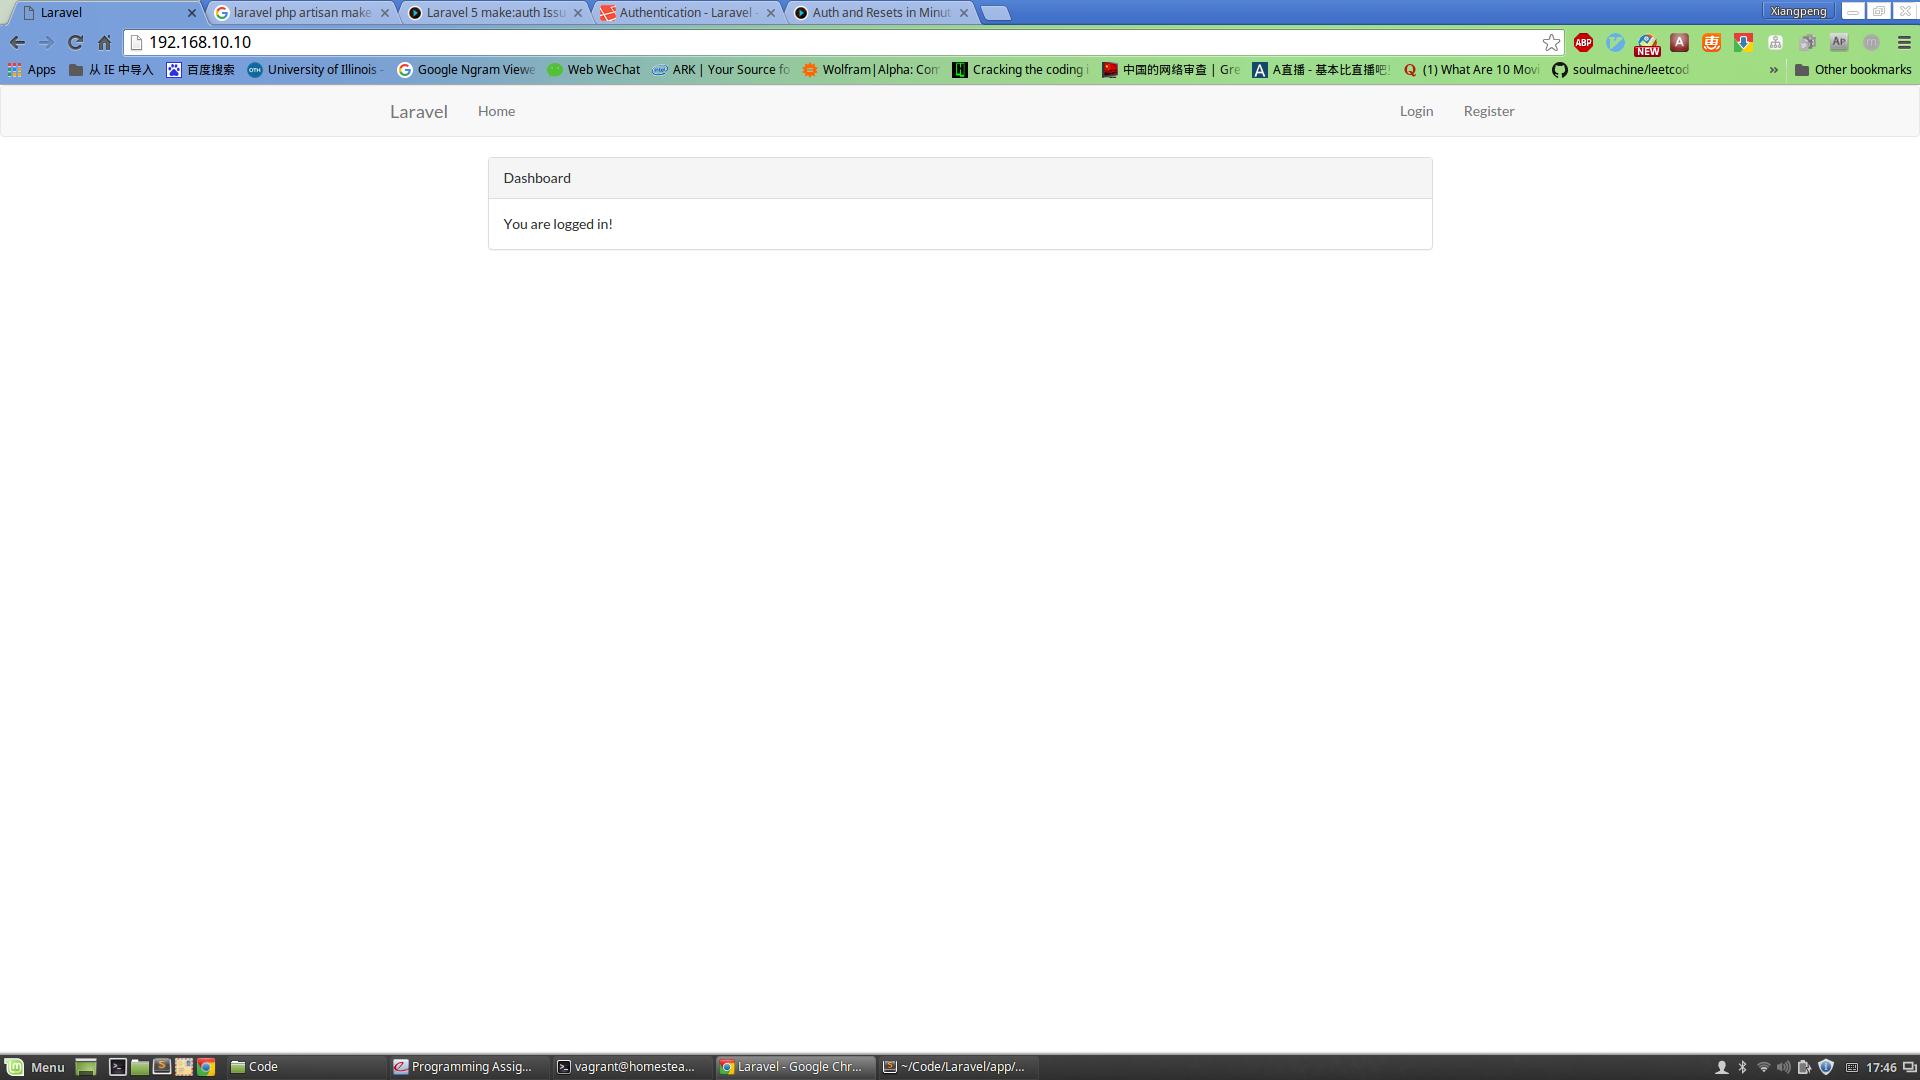 Laravel
laravel php artisan make
Laravel 5 make:auth Issu
Authentication - Laravel -
Auth and Resets in Minut
Xiangpeng
192.168.10.10
ABP
NEW
A
惠
AP
m
Apps
从 IE 中导入
百度搜索
University of Illinois -
Google Ngram Viewe
Web WeChat
ARK | Your Source fo
Wolfram|Alpha: Com
Cracking the coding i
中国的网络审查 | Gre
A直播 - 基本比直播吧!
(1) What Are 10 Movi
soulmachine/leetcod
»
Other bookmarks
Laravel
Home
Login
Register
Dashboard
You are logged in!
Menu
Code
Programming Assig...
vagrant@homestea...
Laravel - Google Chr...
~/Code/Laravel/app/...
17:46